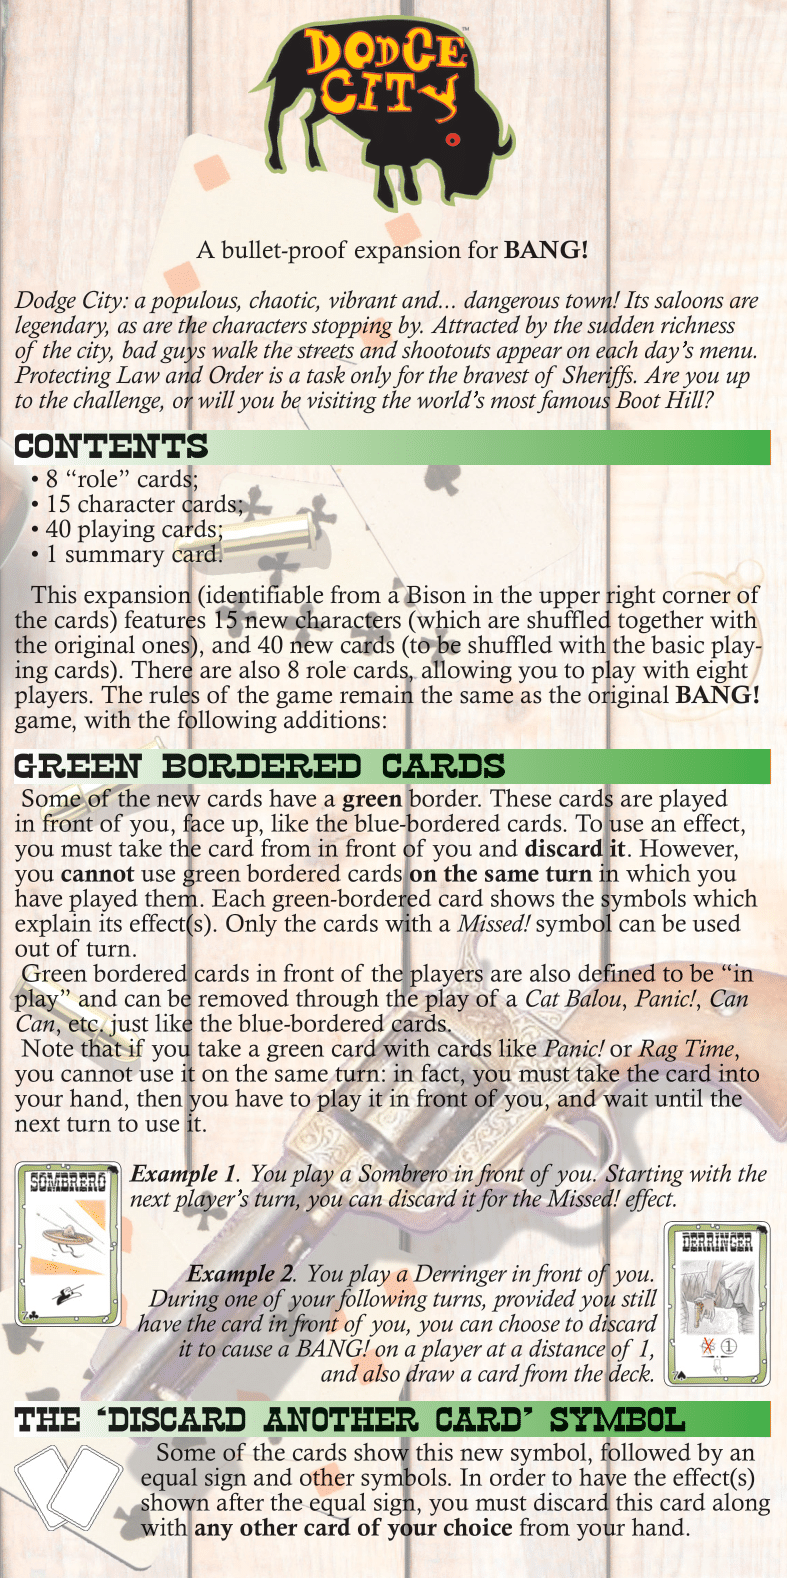 DODGE
CITY
™
A bullet-proof expansion for BANG!
Dodge City: a populous, chaotic, vibrant and... dangerous town! Its saloons are
legendary, as are the characters stopping by. Attracted by the sudden richness
of the city, bad guys walk the streets and shootouts appear on each day’s menu.
Protecting Law and Order is a task only for the bravest of Sheriffs. Are you up
to the challenge, or will you be visiting the world’s most famous Boot Hill?
CONTENTS
• 8 “role” cards;
• 15 character cards;
• 40 playing cards;
• 1 summary card.
This expansion (identifiable from a Bison in the upper right corner of
the cards) features 15 new characters (which are shuffled together with
the original ones), and 40 new cards (to be shuffled with the basic play-
ing cards). There are also 8 role cards, allowing you to play with eight
players. The rules of the game remain the same as the original BANG!
game, with the following additions:
GREEN BORDERED CARDS
Some of the new cards have a green border. These cards are played
in front of you, face up, like the blue-bordered cards. To use an effect,
you must take the card from in front of you and discard it. However,
you cannot use green bordered cards on the same turn in which you
have played them. Each green-bordered card shows the symbols which
explain its effect(s). Only the cards with a Missed! symbol can be used
out of turn.
Green bordered cards in front of the players are also defined to be “in
play” and can be removed through the play of a Cat Balou, Panic!, Can
Can, etc. just like the blue-bordered cards.
Note that if you take a green card with cards like Panic! or Rag Time,
you cannot use it on the same turn: in fact, you must take the card into
your hand, then you have to play it in front of you, and wait until the
next turn to use it.
SOMBRERO
7♣
Example 1. You play a Sombrero in front of you. Starting with the
next player’s turn, you can discard it for the Missed! effect.
Example 2. You play a Derringer in front of you.
During one of your following turns, provided you still
have the card in front of you, you can choose to discard
it to cause a BANG! on a player at a distance of 1,
and also draw a card from the deck.
DERRINGER
1
7♠
THE ‘DISCARD ANOTHER CARD’ SYMBOL
Some of the cards show this new symbol, followed by an
equal sign and other symbols. In order to have the effect(s)
shown after the equal sign, you must discard this card along
with any other card of your choice from your hand.